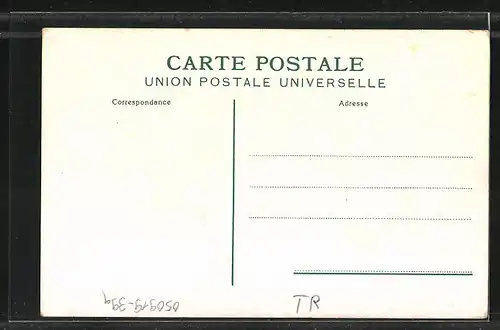 CARTE POSTALE
UNION POSTALE UNIVERSELLE
Correspondance
Adresse
TR